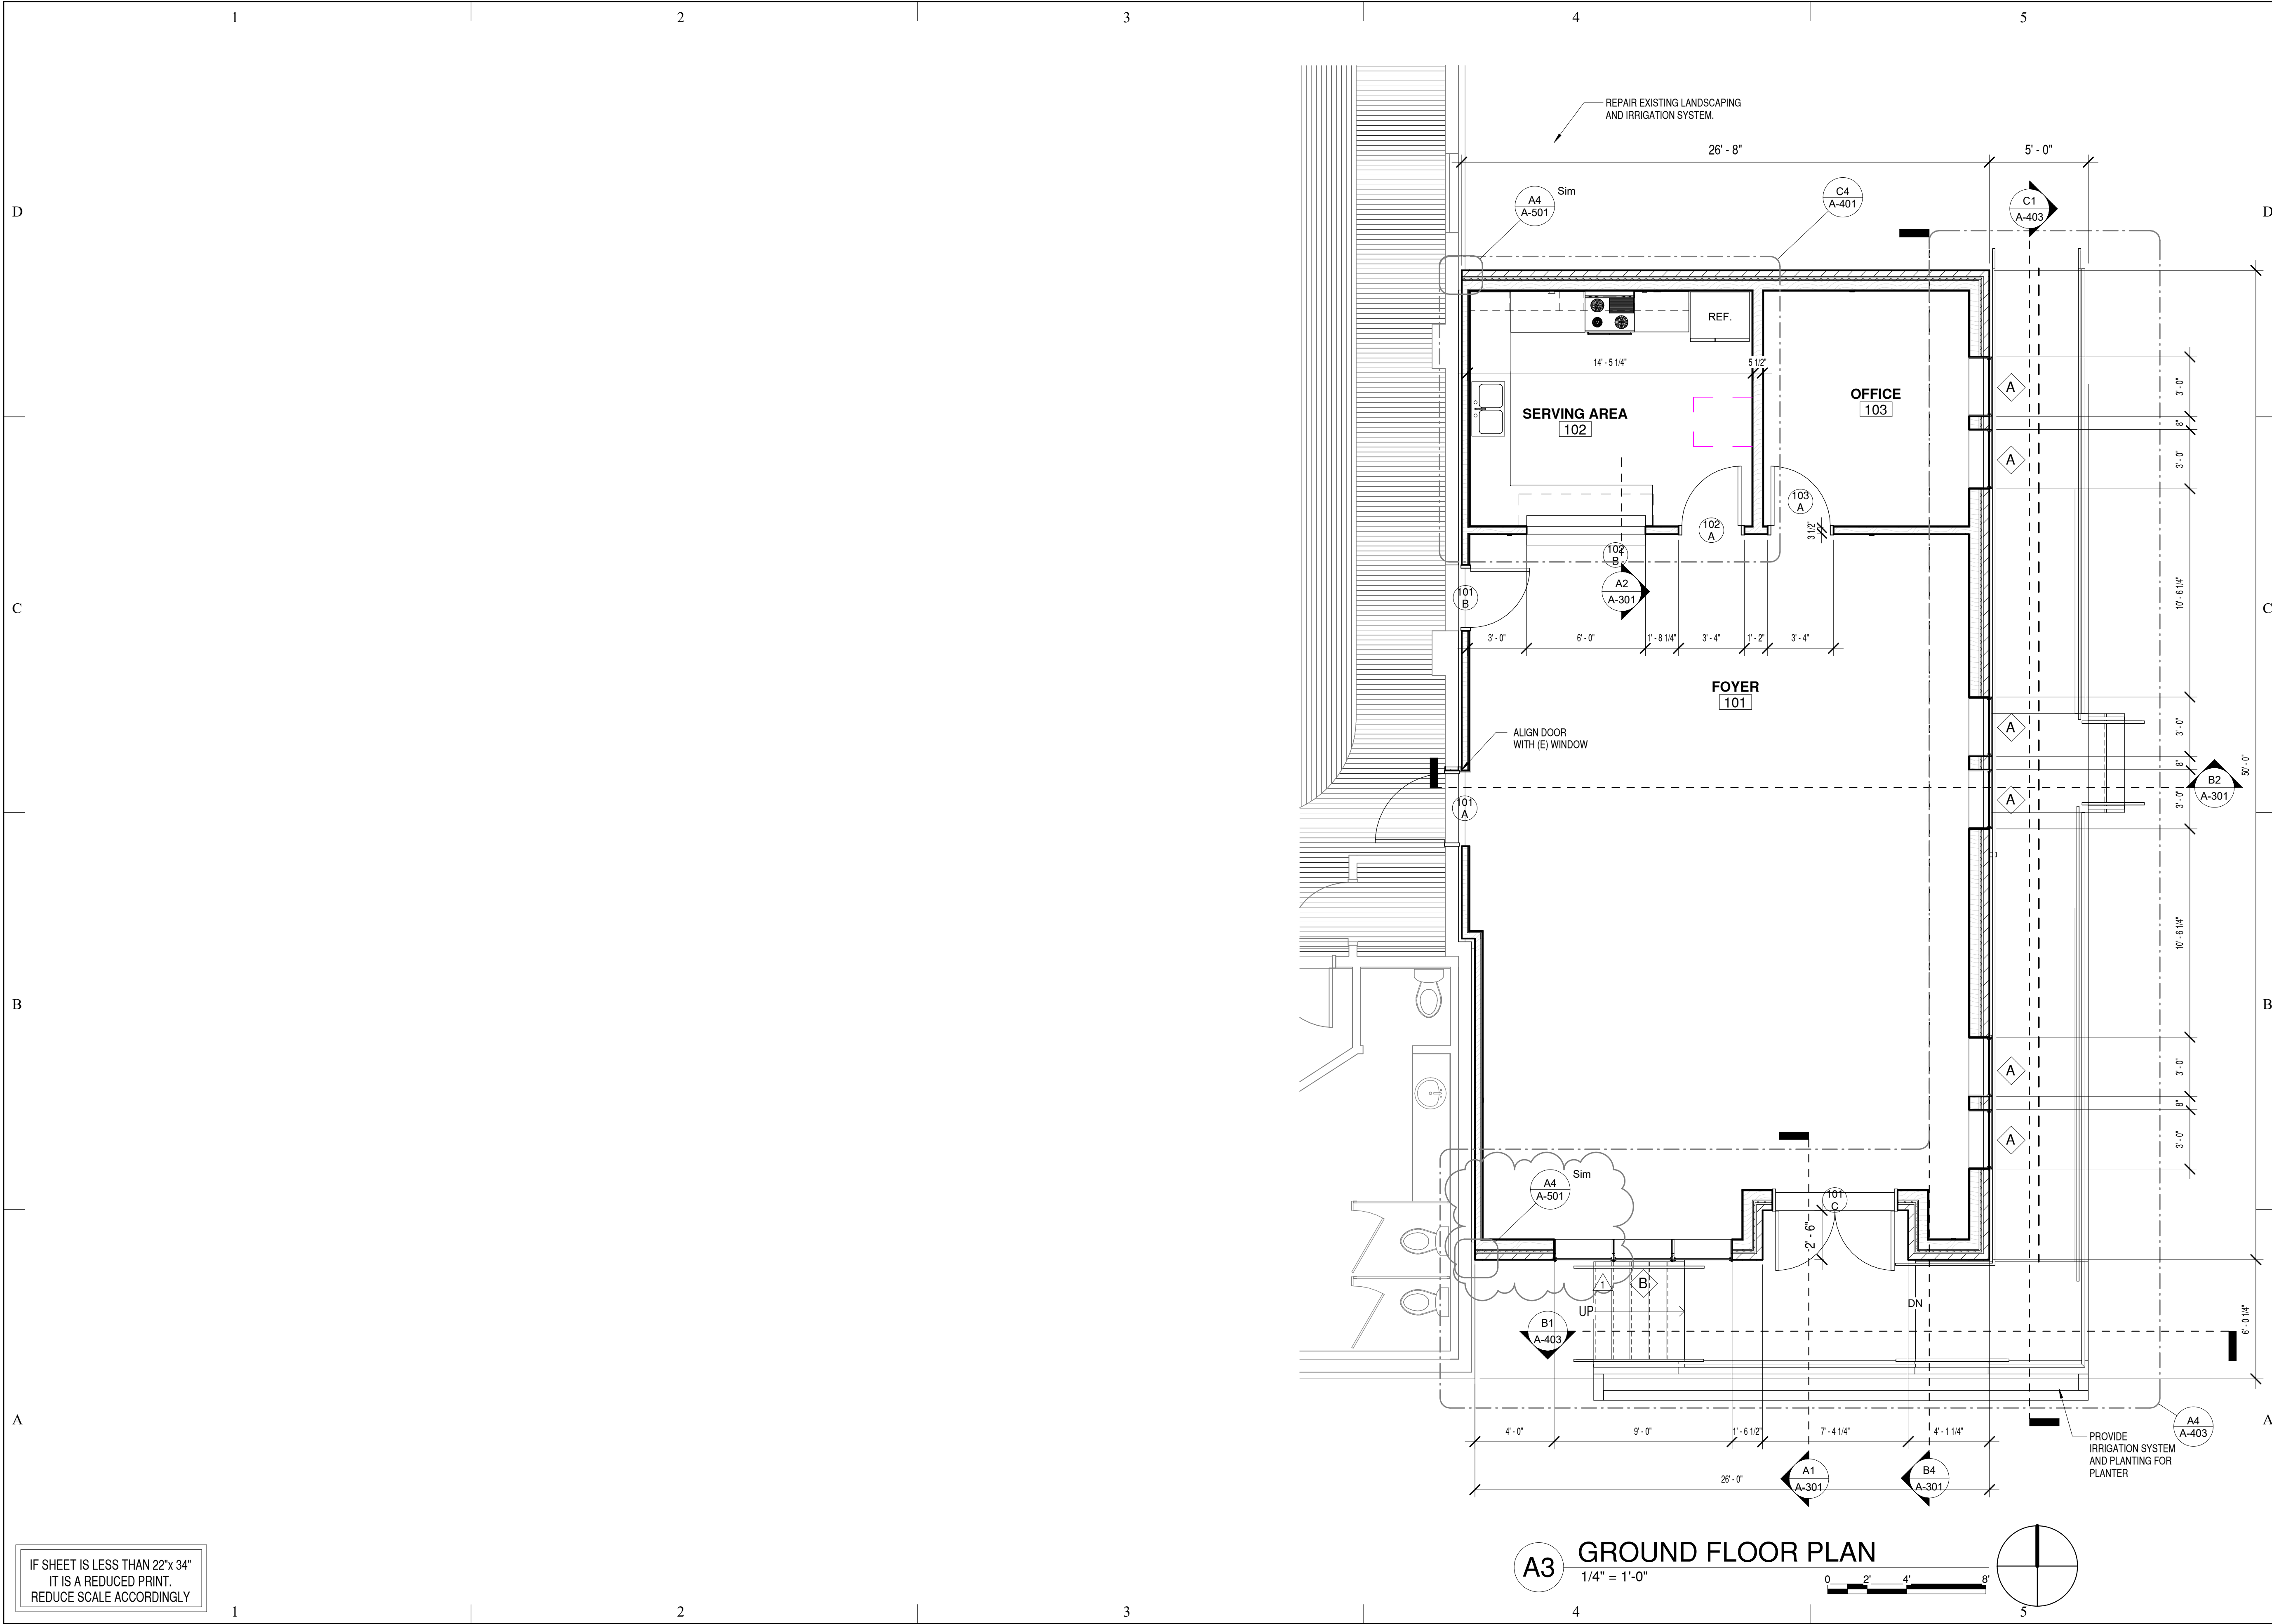 1 2 3 4 5
REPAIR EXISTING LANDSCAPING
AND IRRIGATION SYSTEM.
26' - 8" 5' - 0"
D D
A4
A-501
Sim
C4
A-401
C1
A-403
REF.
14' - 5 1/4" 5 1/2"
OFFICE
103
SERVING AREA
102
A
3' - 0"
8"
A
3' - 0"
103
A
102
A
3 1/2"
102
B
A2
A-301
101
B
10' - 6 1/4"
C C
3' - 0" 6' - 0" 1' - 8 1/4" 3' - 4" 1' - 2" 3' - 4"
FOYER
101
ALIGN DOOR
WITH (E) WINDOW
A
3' - 0"
8"
50' - 0"
B2
A-301
A
3' - 0"
101
A
10' - 6 1/4"
B B
A
3' - 0"
8"
A
3' - 0"
A4
A-501
Sim
101
C
2' - 6"
1
B
UP
DN
B1
A-403
6' - 0 1/4"
A A
4' - 0" 9' - 0" 1' - 6 1/2" 7' - 4 1/4" 4' - 1 1/4"
A4
A-403
PROVIDE
IRRIGATION SYSTEM
AND PLANTING FOR
PLANTER
26' - 0"
A1
A-301
B4
A-301
A3
GROUND FLOOR PLAN
1/4" = 1'-0"
0 2' 4' 8'
IF SHEET IS LESS THAN 22"x 34"
IT IS A REDUCED PRINT.
REDUCE SCALE ACCORDINGLY
1 2 3 4 5